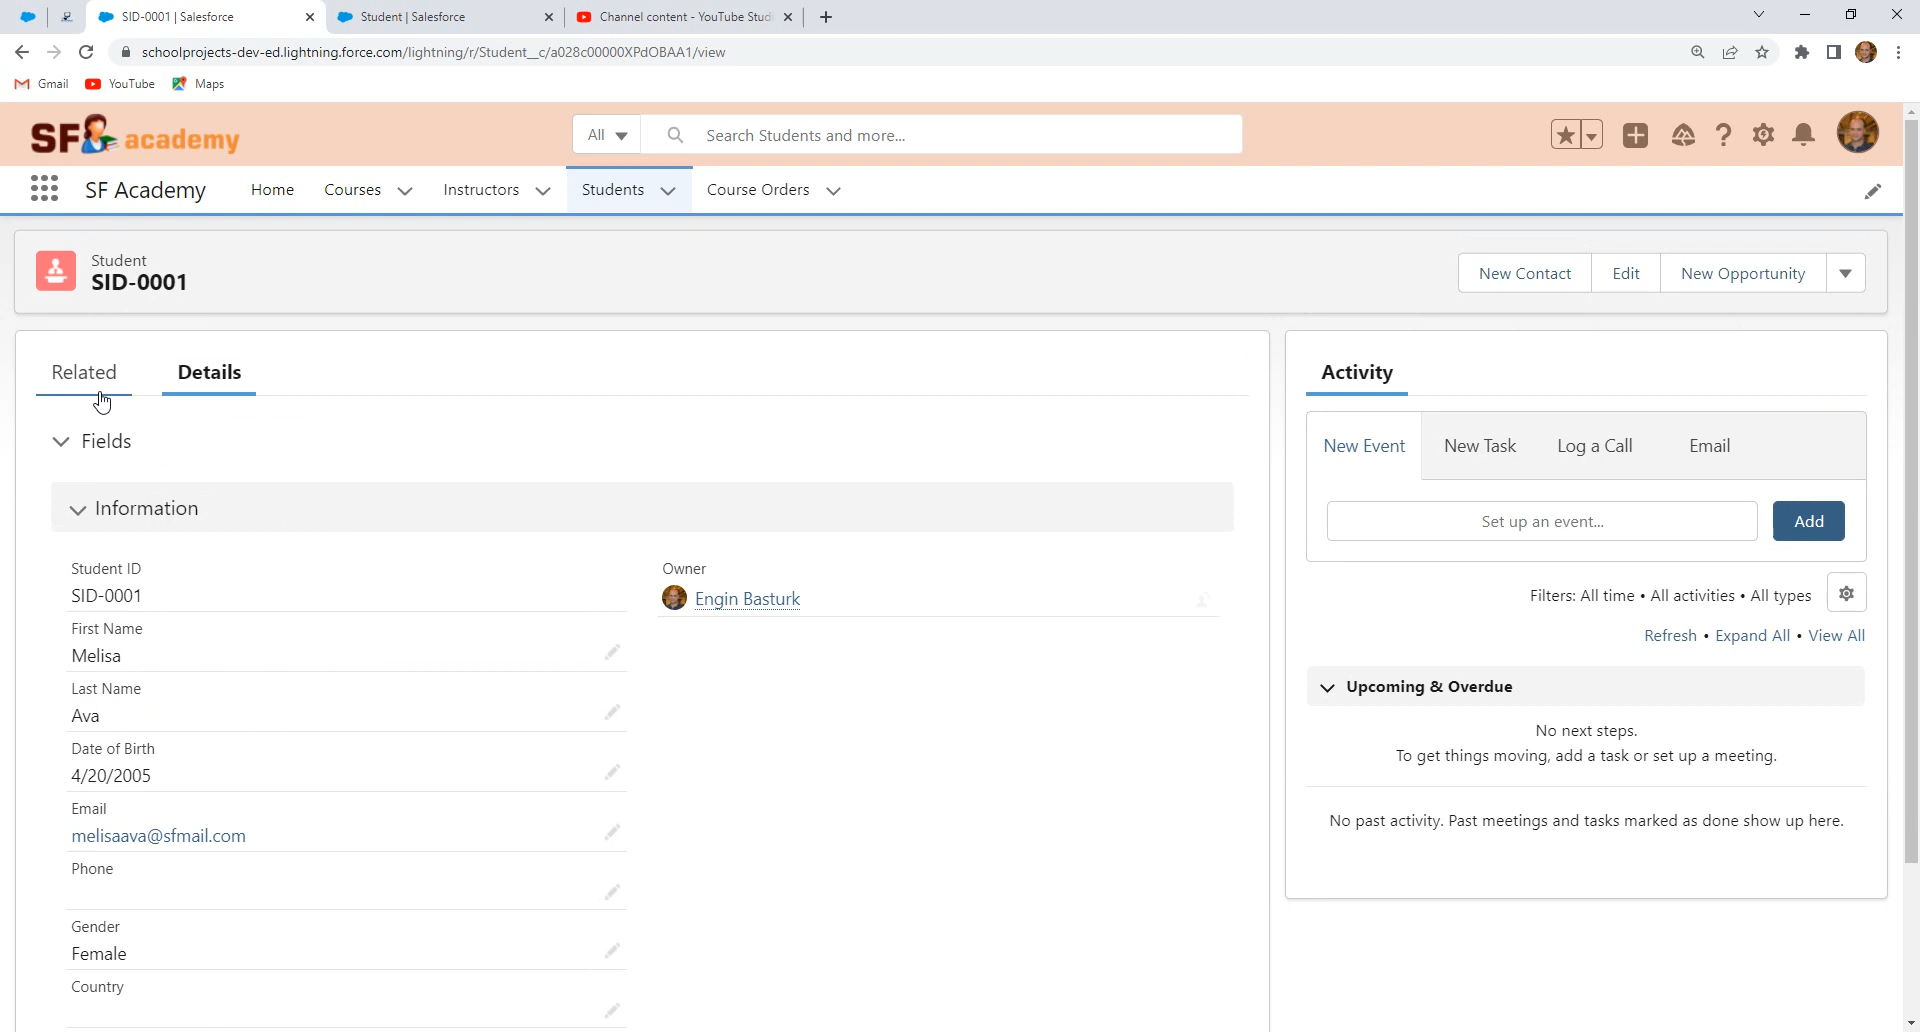 SID-0001 | Salesforce
Student | Salesforce
Channel content - YouTube Studi
schoolprojects-dev-ed.lightning.force.com/lightning/r/Student__c/a028c00000XPdOBAA1/view
Gmail
YouTube
Maps
SF academy
All
Search Students and more...
SF Academy
Home
Courses
Instructors
Students
Course Orders
Student
SID-0001
New Contact
Edit
New Opportunity
Related
Details
Fields
Information
Student ID
SID-0001
Owner
Engin Basturk
First Name
Melisa
Last Name
Ava
Date of Birth
4/20/2005
Email
melisaava@sfmail.com
Phone
Gender
Female
Country
Activity
New Event
New Task
Log a Call
Email
Set up an event...
Add
Filters: All time • All activities • All types
Refresh • Expand All • View All
Upcoming & Overdue
No next steps.
To get things moving, add a task or set up a meeting.
No past activity. Past meetings and tasks marked as done show up here.